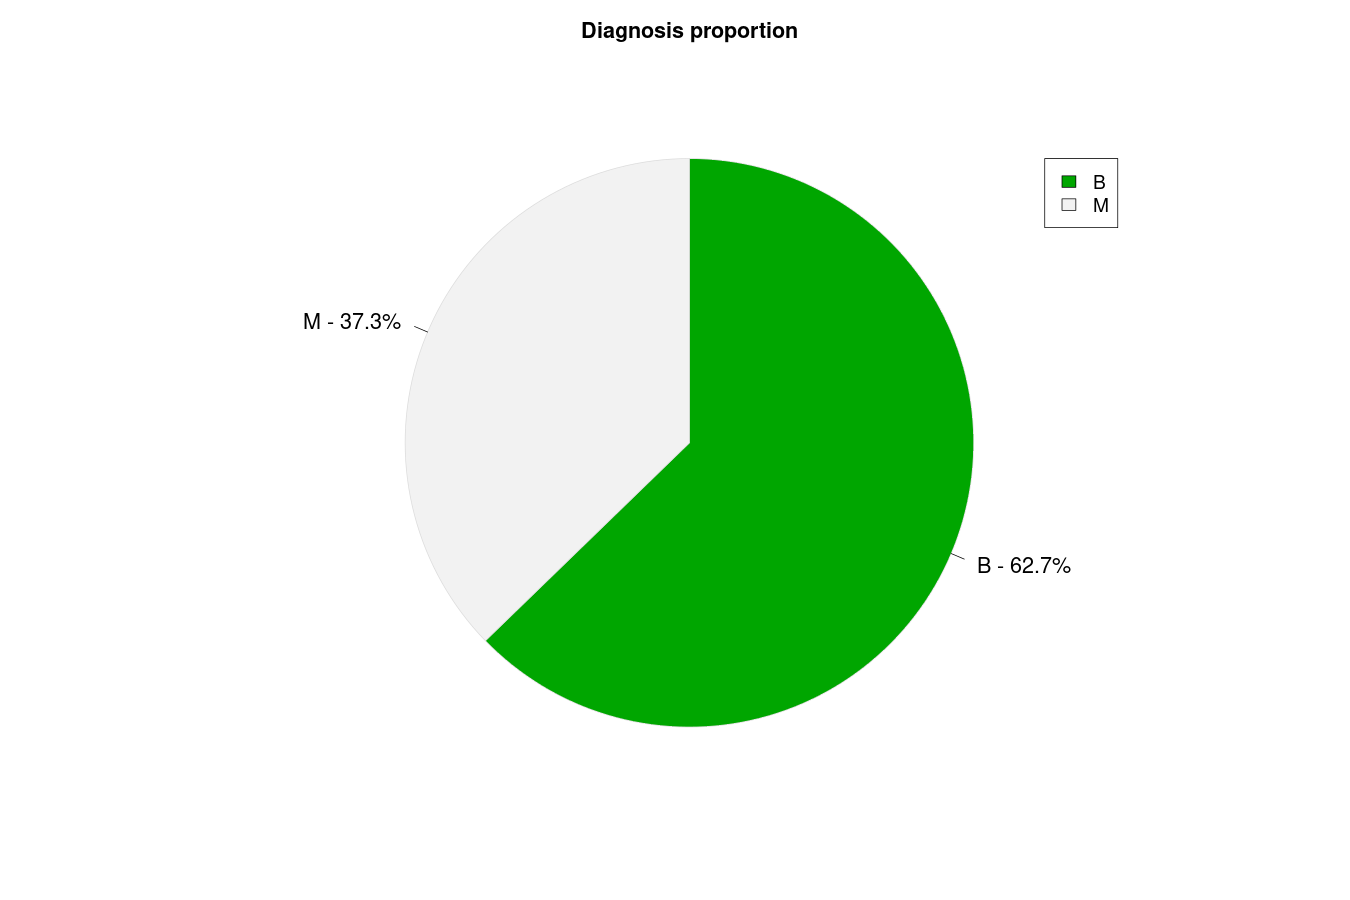 Diagnosis proportion
B
M
M - 37.3%
B - 62.7%